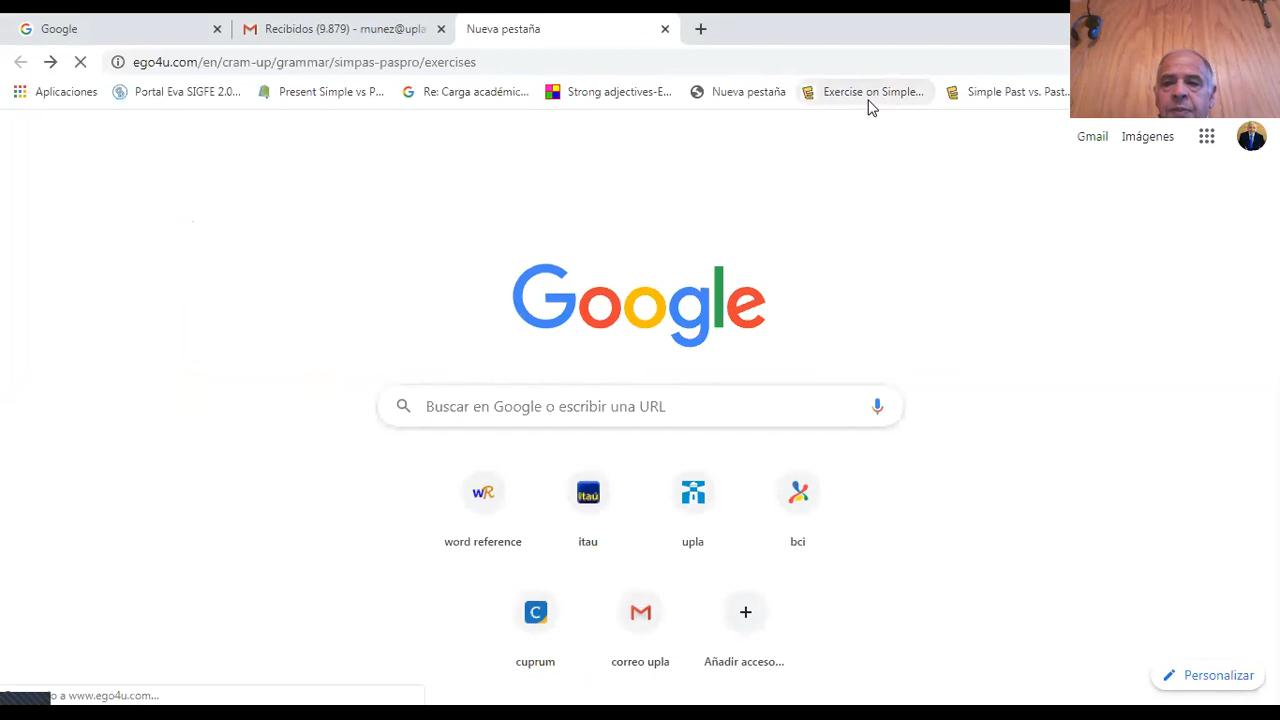 Google
Recibidos (9.879) - rnunez@upla
Nueva pestaña
ego4u.com/en/cram-up/grammar/simpas-paspro/exercises
Aplicaciones
Portal Eva SIGFE 2.0...
Present Simple vs P...
Re: Carga académic...
Strong adjectives-E...
Nueva pestaña
Exercise on Simple...
Simple Past vs. Past...
Gmail
Imágenes
Google
Buscar en Google o escribir una URL
wR
itaú
word reference
itau
upla
bci
C
cuprum
correo upla
Añadir acceso...
Personalizar
a www.ego4u.com...